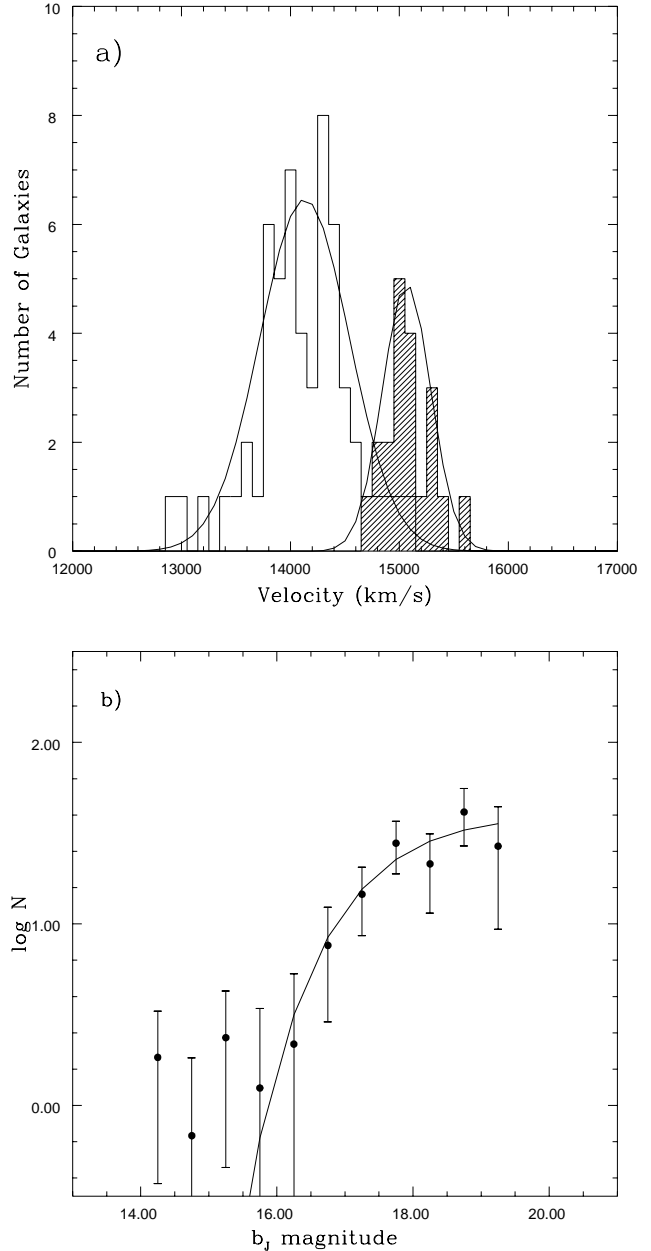 a)
10
8
6
4
2
0
Number of Galaxies
12000 13000 14000 15000 16000 17000
Velocity (km/s)
b)
2.00
1.00
0.00
log N
14.00 16.00 18.00 20.00
bJ magnitude